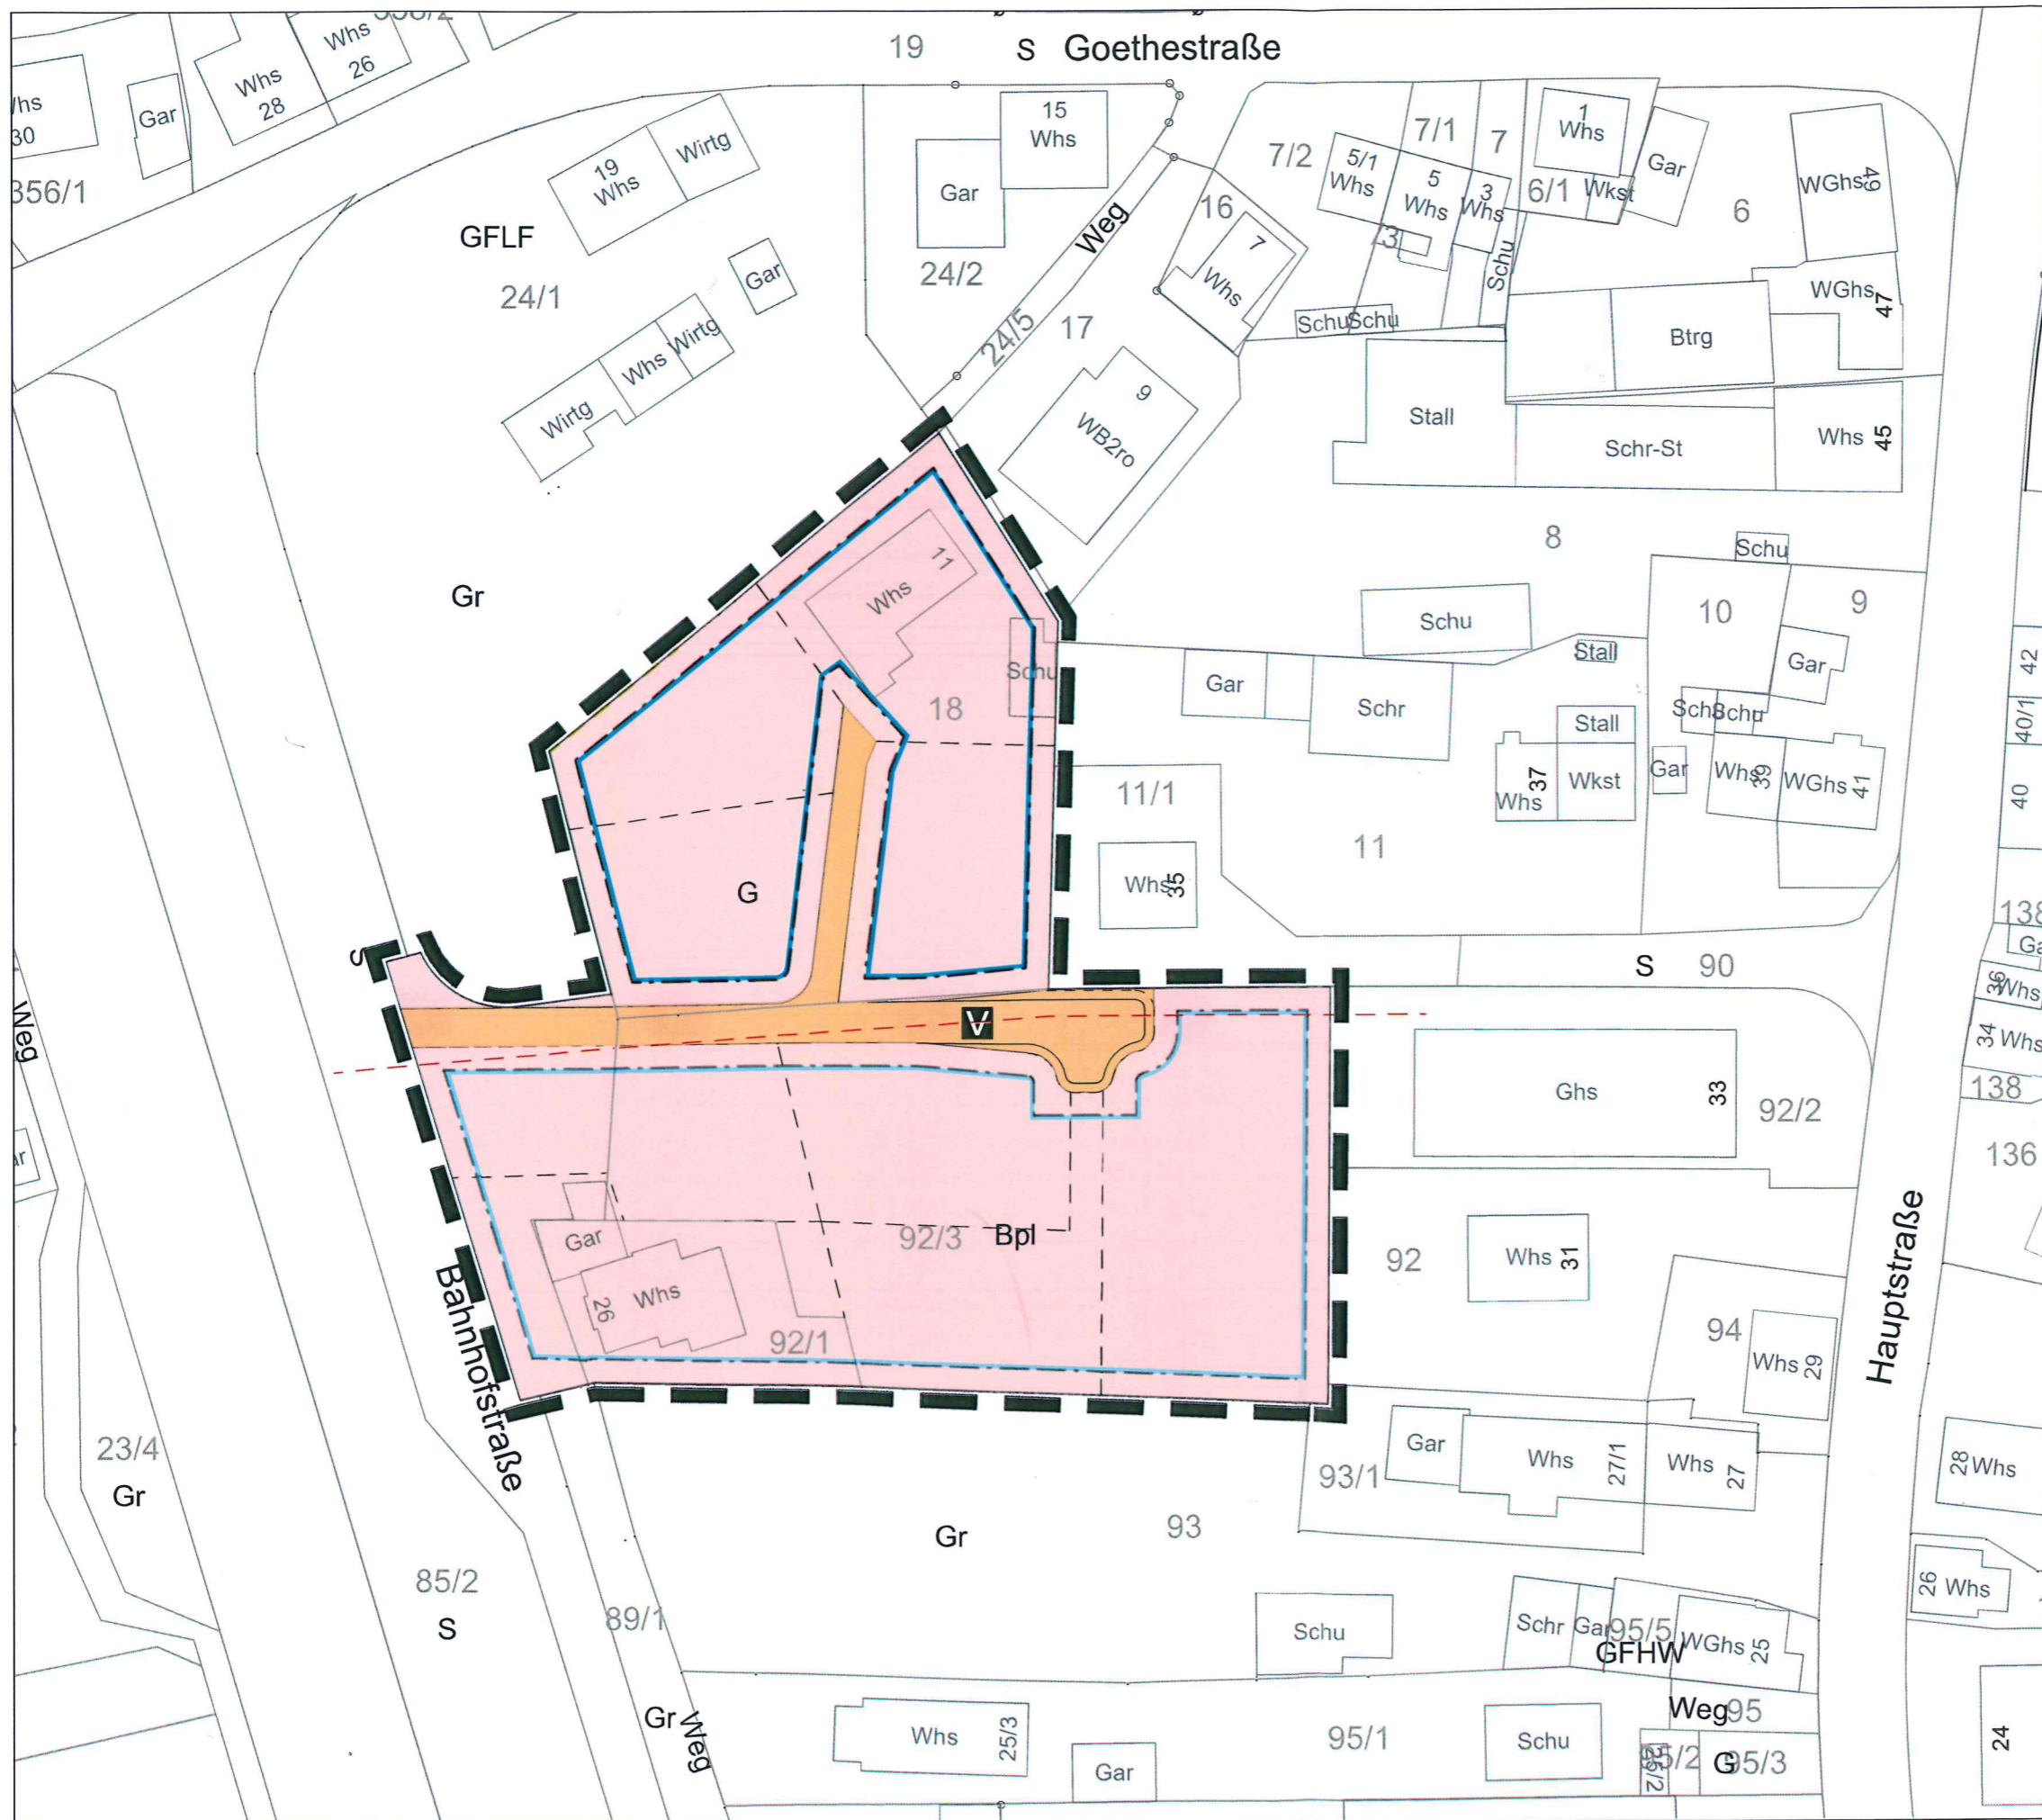 19
S Goethestraße
Whs
26
Whs
28
Gar
30
356/1
19
Whs
Wirtg
15
Whs
Gar
GFLF
24/1
Gar
24/2
Weg
24/5
17
16
7
Whs
7/2
7/1
7
5/1
Whs
5
Whs
3
Whs
1
Whs
6/1
Wkst
Gar
6
WGhs
49
Schu
Schu
Schu
WGhs
47
Btrg
Wirtg
Whs
Wirtg
9
WB2ro
Stall
Schr-St
Whs
45
8
Schu
Gr
11
Whs
Schu
18
Schu
10
9
Stall
Gar
Gar
Schr
Schu
Stall
37
Whs
Wkst
Gar
Whs
39
WGhs
41
42
40/1
40
11/1
11
Whs
35
G
S
S 90
138
36
Whs
34
Whs
138
Weg
V
Ghs
33
92/2
136
92/3
Bpl
Gar
26
Whs
92/1
92
Whs
31
94
Whs
29
Hauptstraße
Bahnhofstraße
23/4
Gr
93/1
Gar
Whs
27/1
Whs
27
28
Whs
Gr
93
85/2
S
89/1
Schu
Schr
Gar
95/5
GFHW
WGhs
25
26
Whs
Gr
Weg
Whs
25/3
Gar
95/1
Schu
Weg
95
G
95/3
24